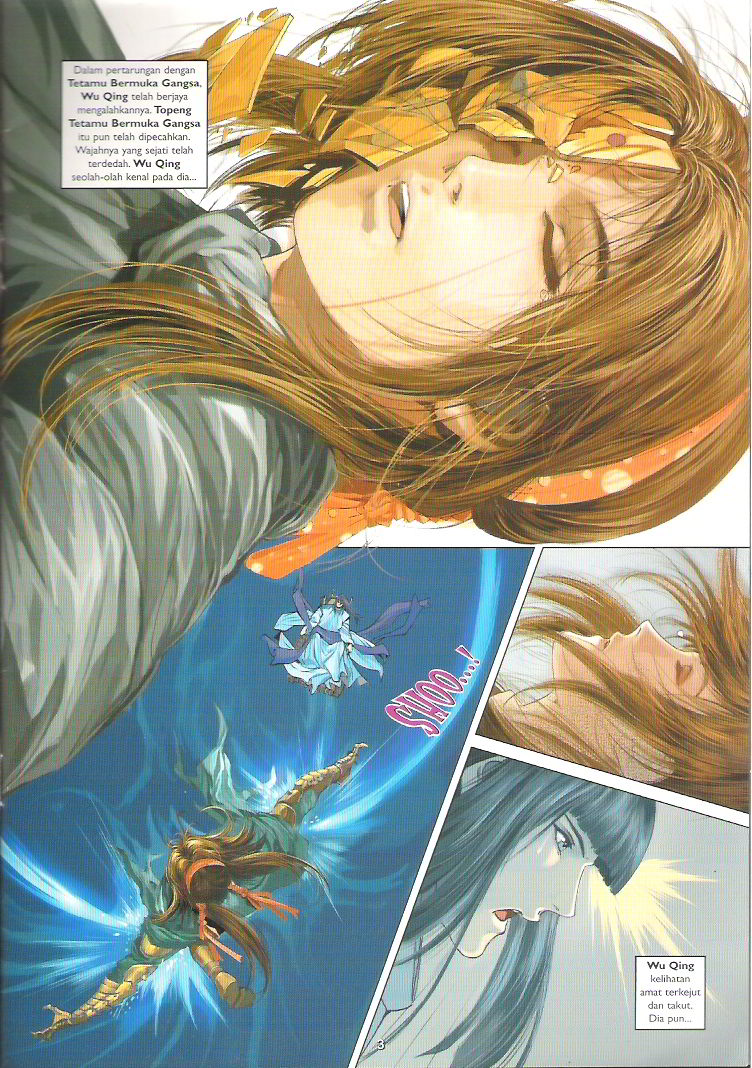 Dalam pertarungan dengan
Tetamu Bermuka Gangsa,
Wu Qing telah berjaya
mengalahkannya. Topeng
Tetamu Bermuka Gangsa
itu pun telah dipecahkan.
Wajahnya yang sejati telah
terdedah. Wu Qing
seolah-olah kenal pada dia...
SHOO....!
Wu Qing
kelihatan
amat terkejut
dan takut.
Dia pun...
3